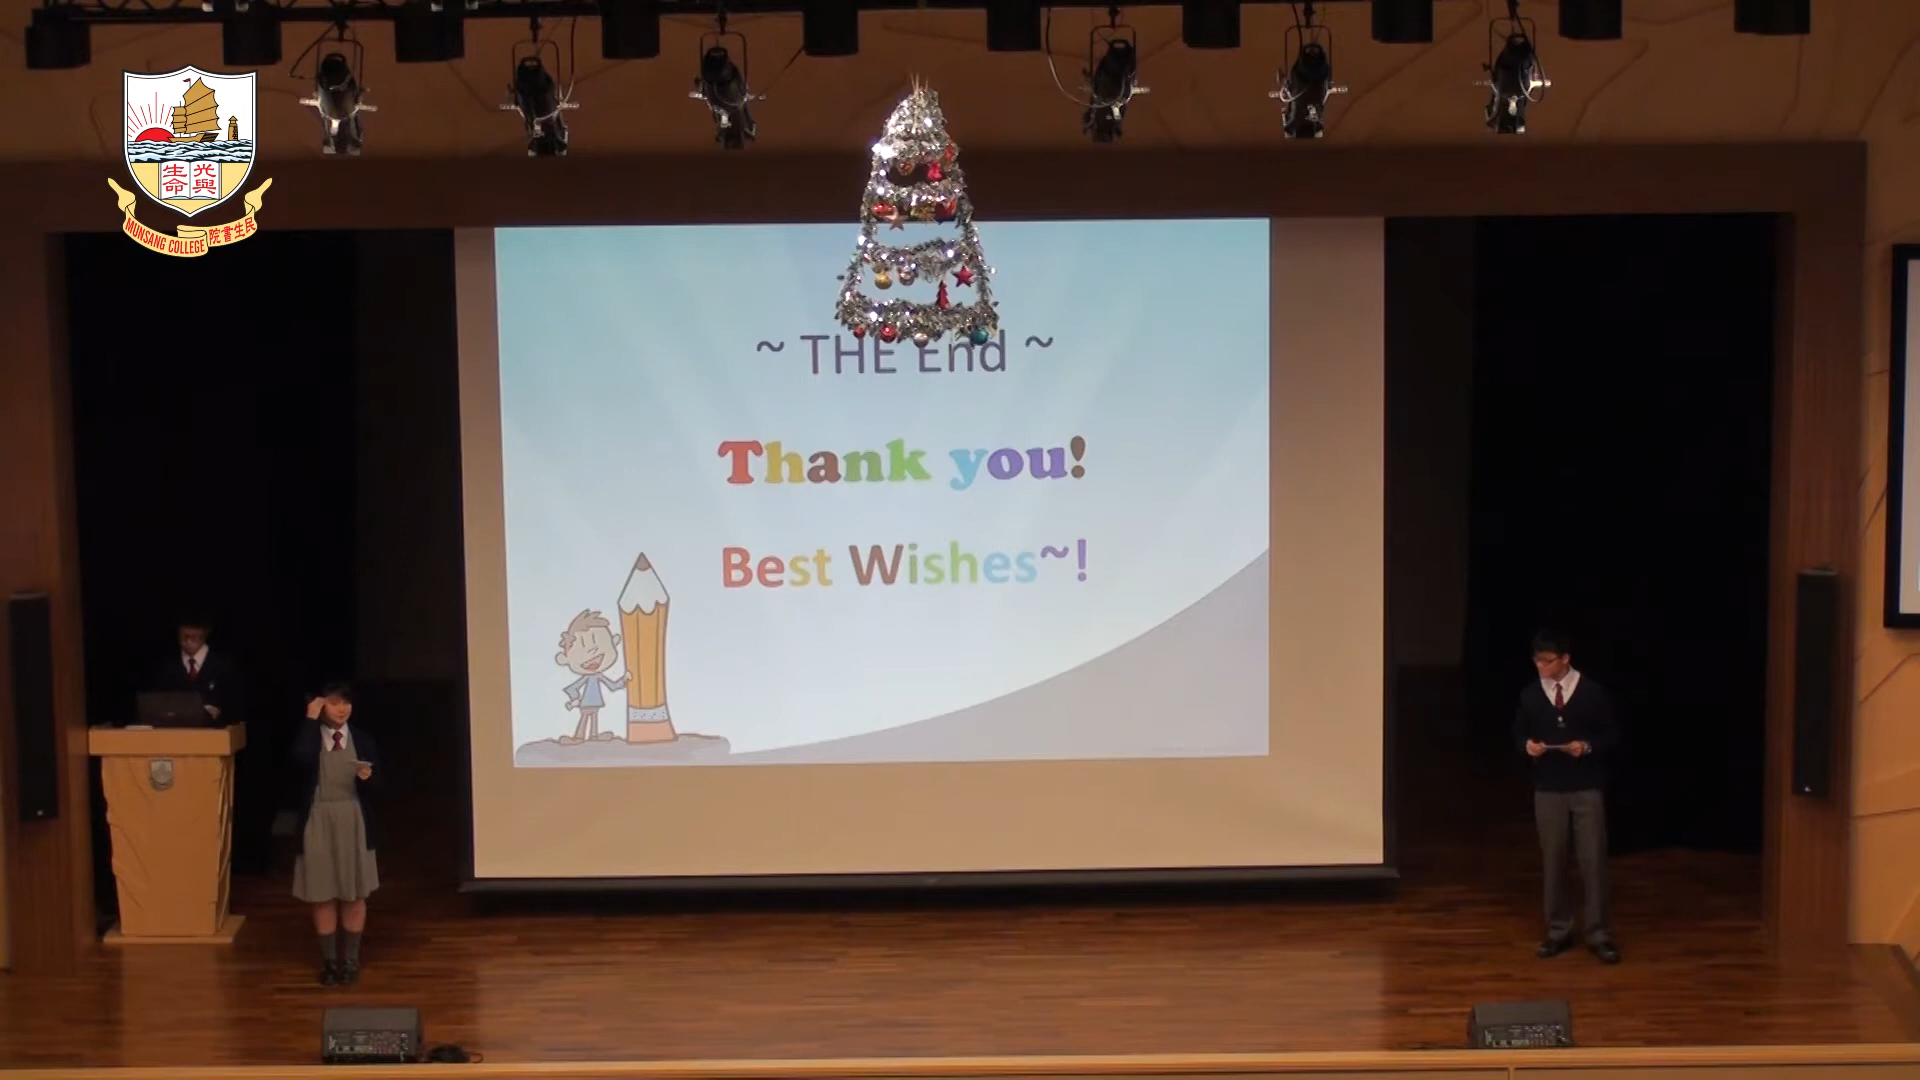 光與
生命
MUNSANG COLLEGE 民生書院
~ THE End ~
Thank you!
Best Wishes~!